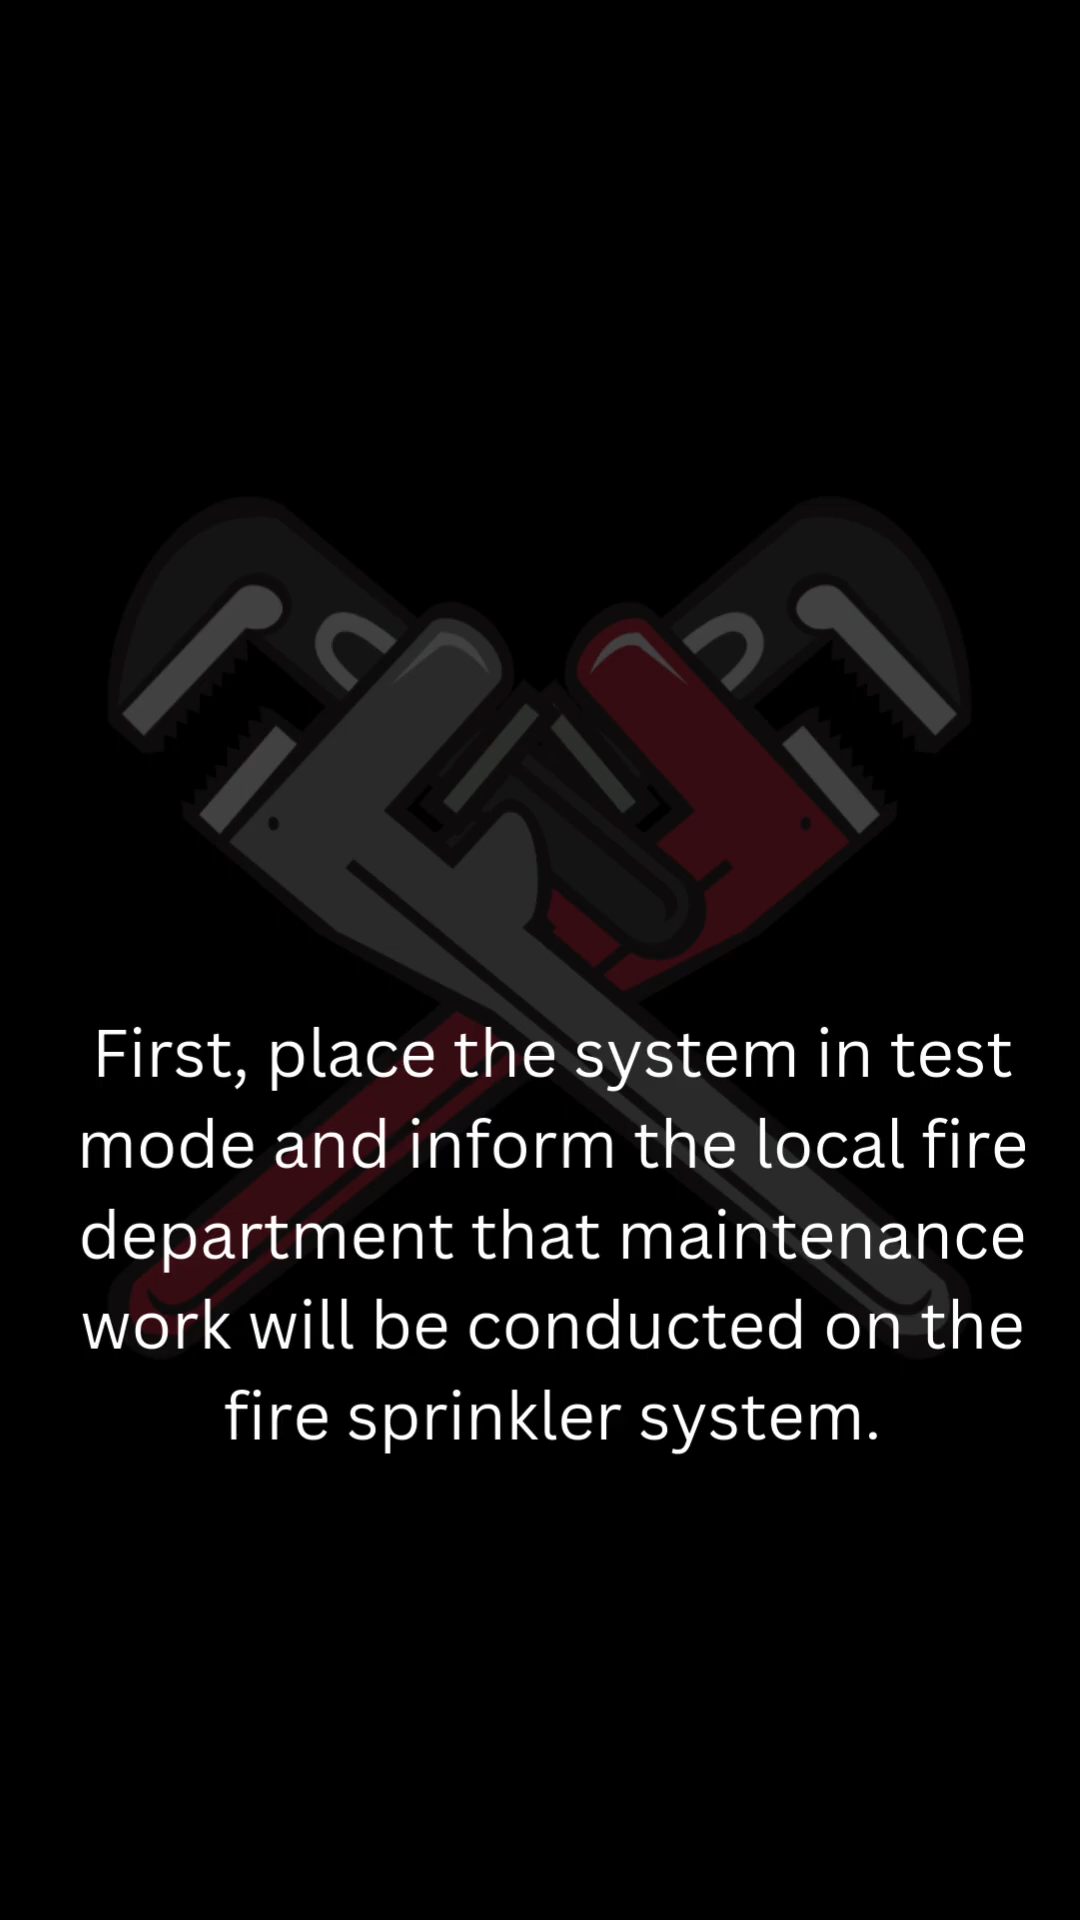 First, place the system in test
mode and inform the local fire
department that maintenance
work will be conducted on the
fire sprinkler system.